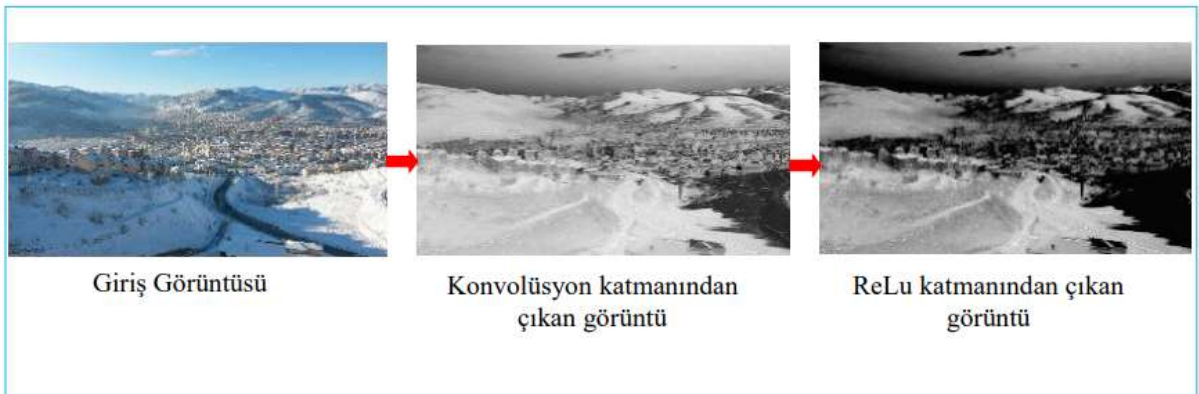 Giriş Görüntüsü
Konvolüsyon katmanından
çıkan görüntü
ReLu katmanından çıkan
görüntü